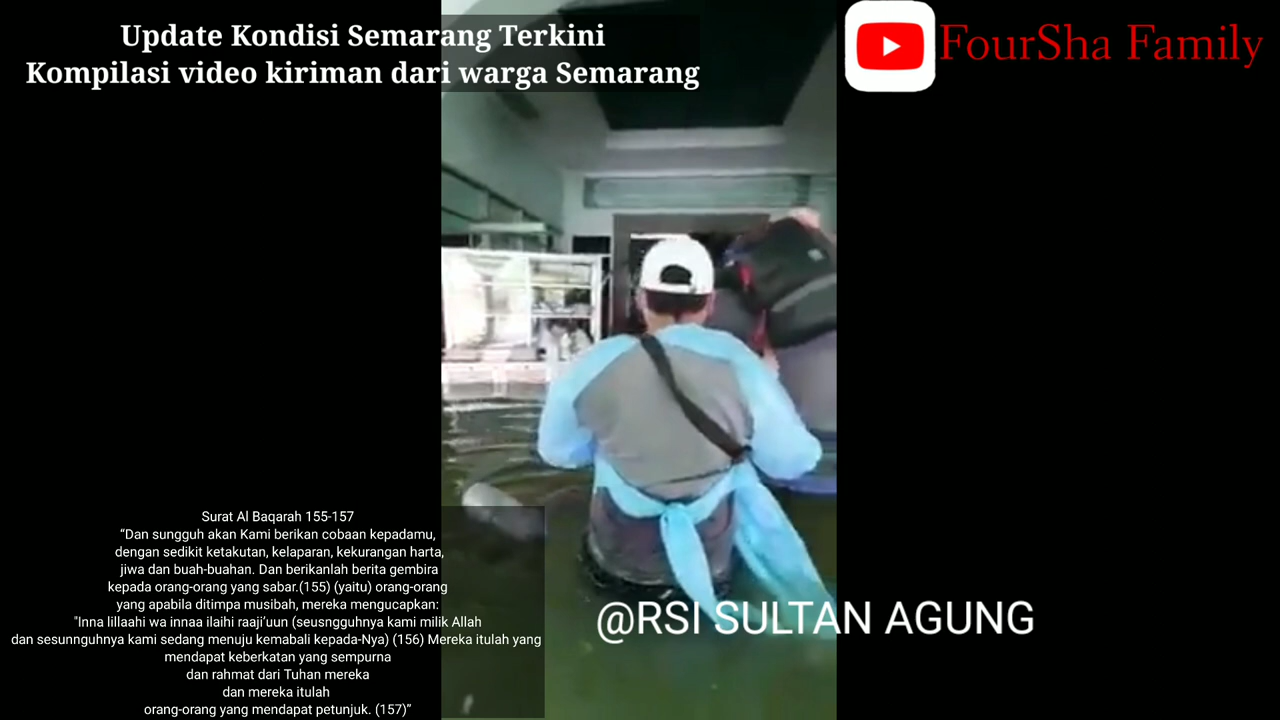 Update Kondisi Semarang Terkini
Kompilasi video kiriman dari warga Semarang
FourSha Family
Surat Al Baqarah 155-157
“Dan sungguh akan Kami berikan cobaan kepadamu,
dengan sedikit ketakutan, kelaparan, kekurangan harta,
jiwa dan buah-buahan. Dan berikanlah berita gembira
kepada orang-orang yang sabar.(155) (yaitu) orang-orang
yang apabila ditimpa musibah, mereka mengucapkan:
"Inna lillaahi wa innaa ilaihi raaji’uun (seusngguhnya kami milik Allah
dan sesunnguhnya kami sedang menuju kemabali kepada-Nya) (156) Mereka itulah yang
mendapat keberkatan yang sempurna
dan rahmat dari Tuhan mereka
dan mereka itulah
orang-orang yang mendapat petunjuk. (157)”
@RSI SULTAN AGUNG